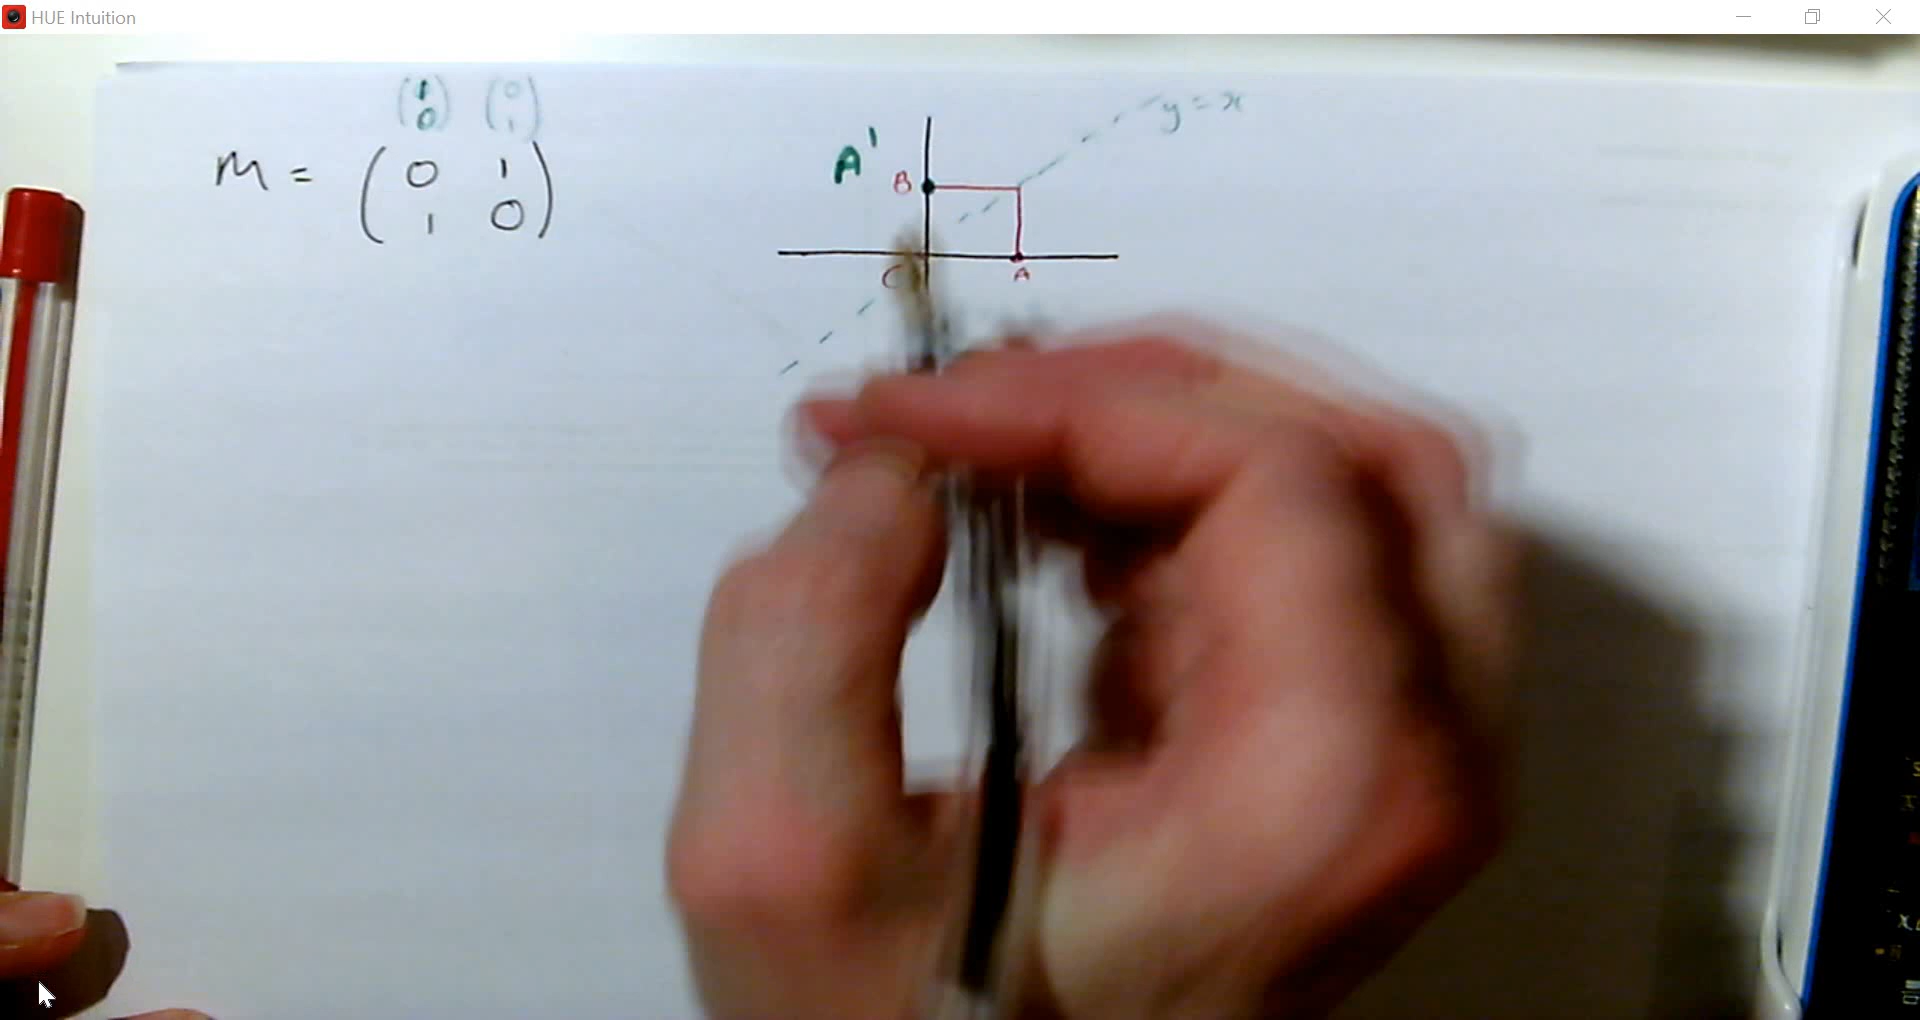 HUE Intuition
(1 0) (0 1)
M = (0 1
1 0)
y = x
A'
B
C
A